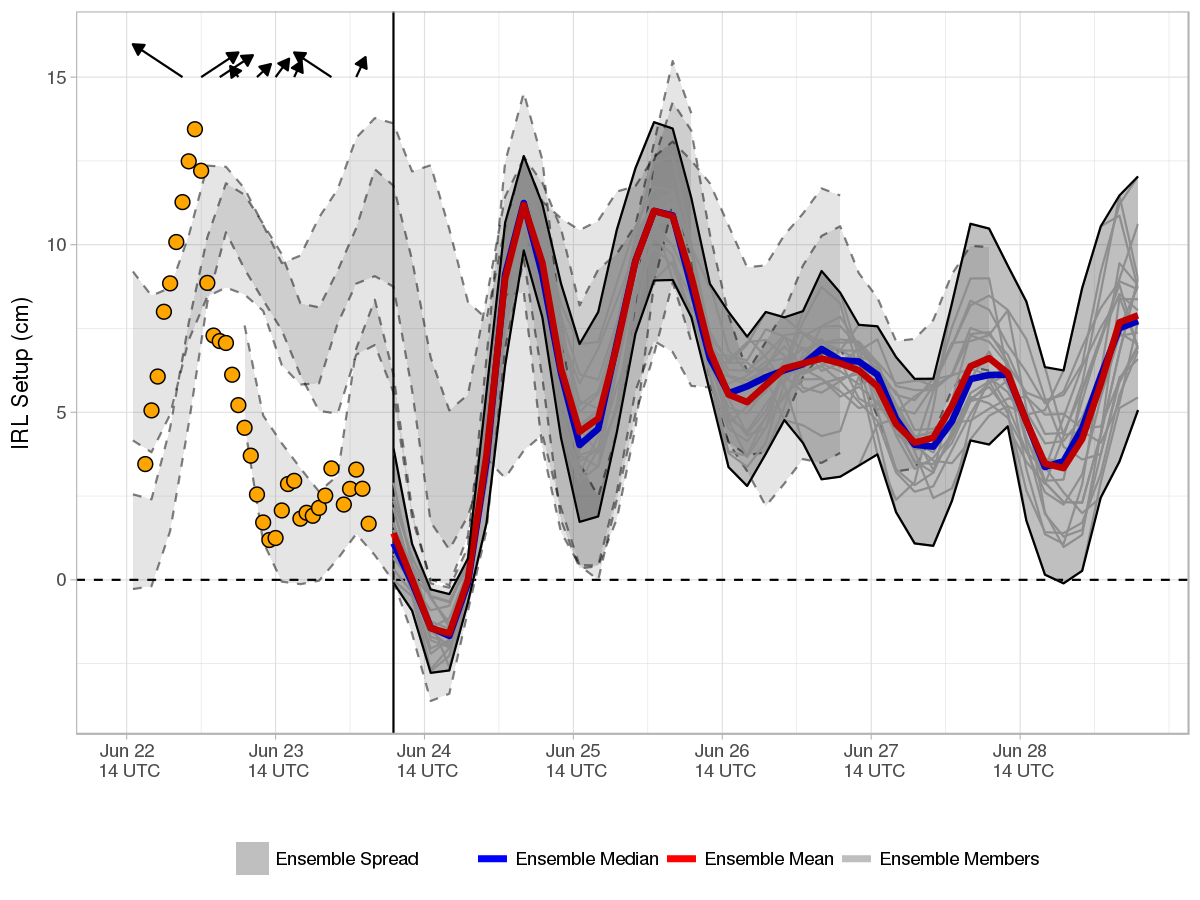 IRL Setup (cm)
15
10
5
0
Jun 22
14 UTC
Jun 23
14 UTC
Jun 24
14 UTC
Jun 25
14 UTC
Jun 26
14 UTC
Jun 27
14 UTC
Jun 28
14 UTC
Ensemble Spread
Ensemble Median
Ensemble Mean
Ensemble Members